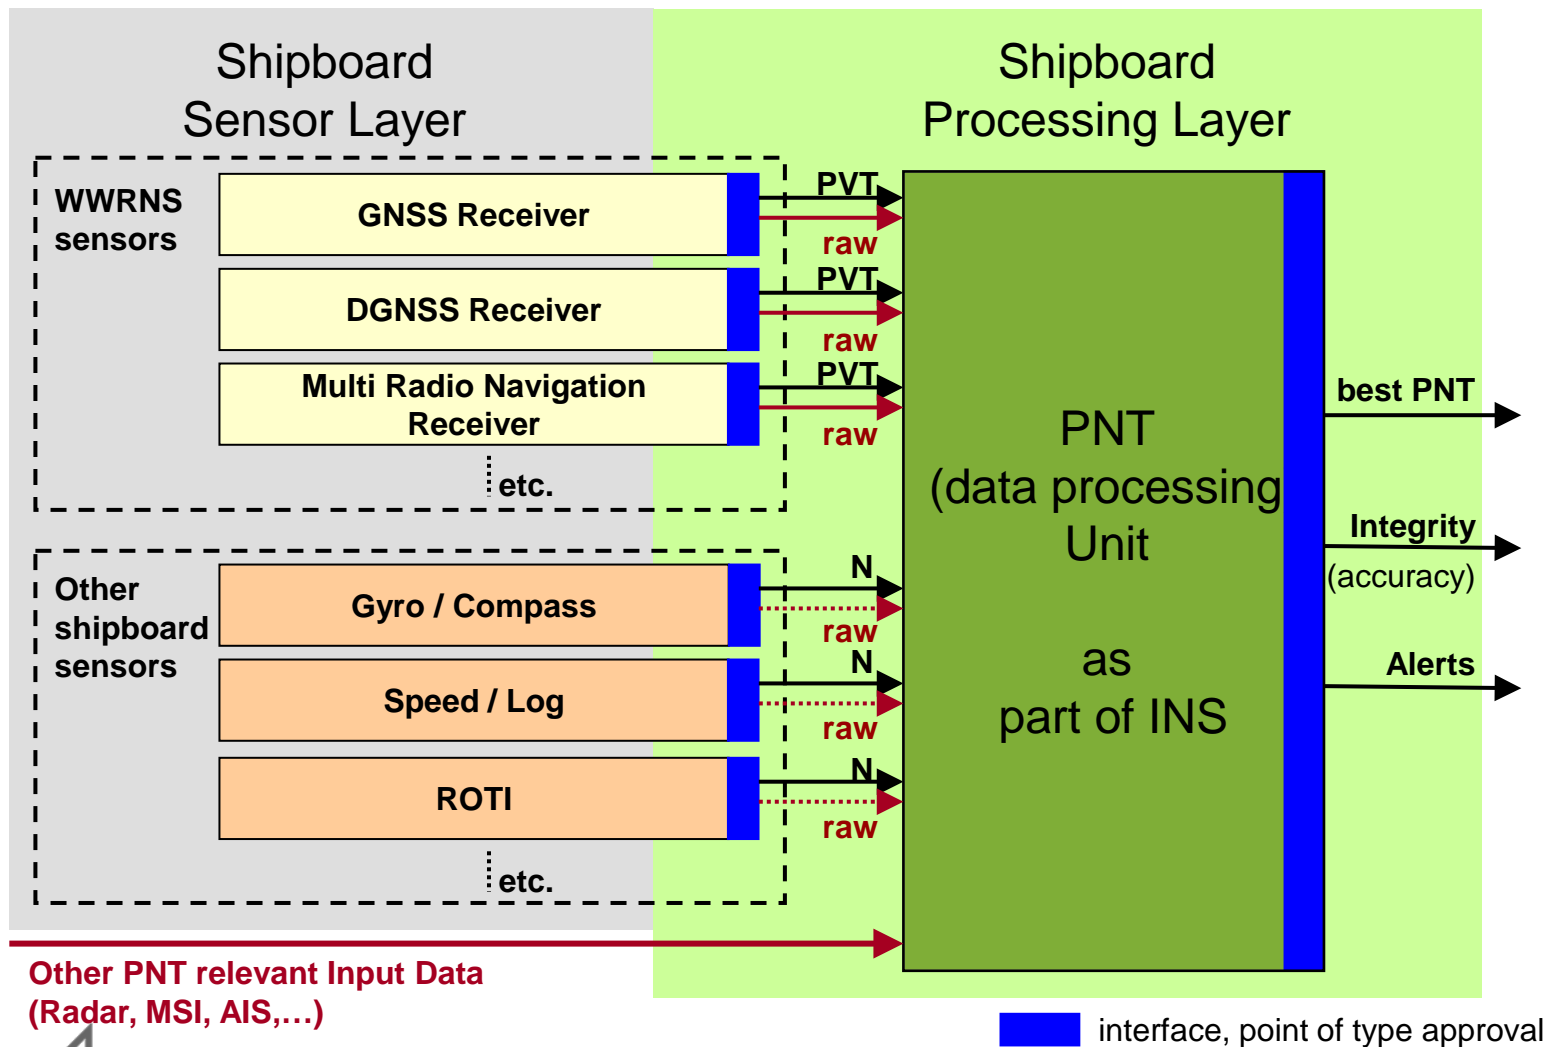 Shipboard
Sensor Layer
Shipboard
Processing Layer
WWRNS
sensors
GNSS Receiver
PVT
raw
DGNSS Receiver
PVT
raw
Multi Radio Navigation
Receiver
PVT
raw
etc.
Other
shipboard
sensors
Gyro / Compass
N
raw
Speed / Log
N
raw
ROTI
N
raw
etc.
PNT
(data processing
Unit
as
part of INS
best PNT
Integrity
(accuracy)
Alerts
Other PNT relevant Input Data
(Radar, MSI, AIS,...)
interface, point of type approval